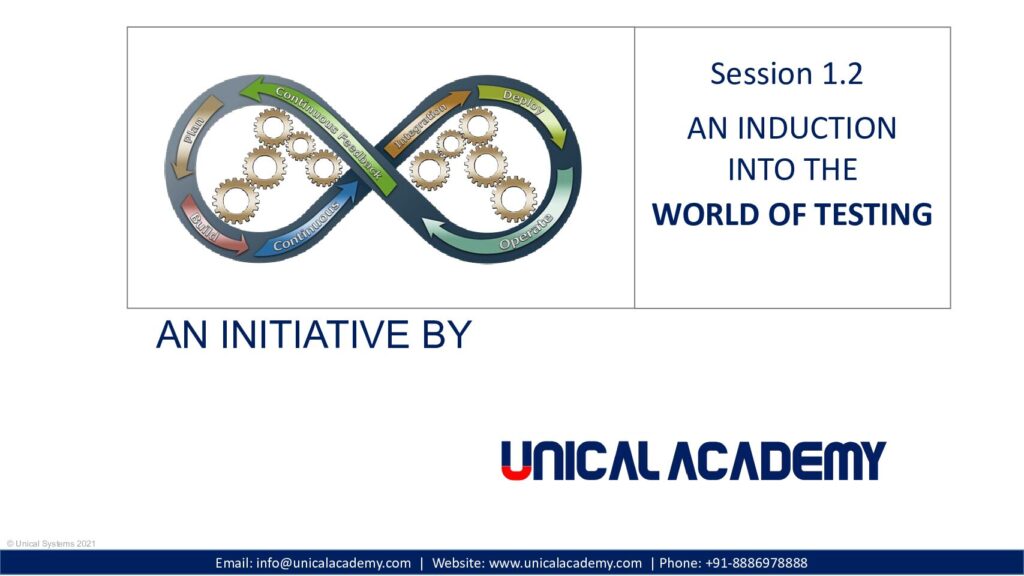 Plan
Build
Continuous
Integration
Deploy
Operate
Continuous Feedback
Session 1.2
AN INDUCTION
INTO THE
WORLD OF TESTING
AN INITIATIVE BY
UNICAL ACADEMY
© Unical Systems 2021
Email: info@unicalacademy.com | Website: www.unicalacademy.com | Phone: +91-8886978888